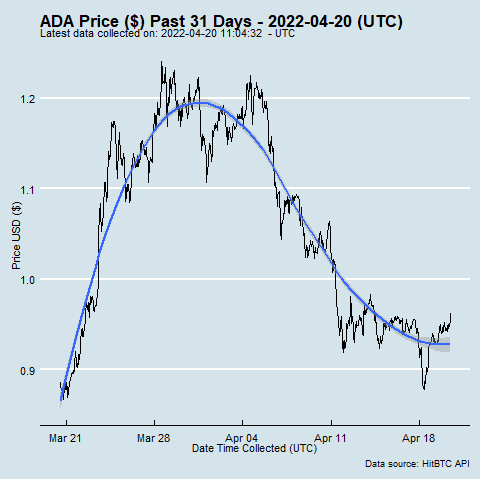 ADA Price ($) Past 31 Days - 2022-04-20 (UTC)
Latest data collected on: 2022-04-20 11:04:32 - UTC
1.2
1.1
1.0
0.9
Price USD ($)
Mar 21 Mar 28 Apr 04 Apr 11 Apr 18
Date Time Collected (UTC)
Data source: HitBTC API